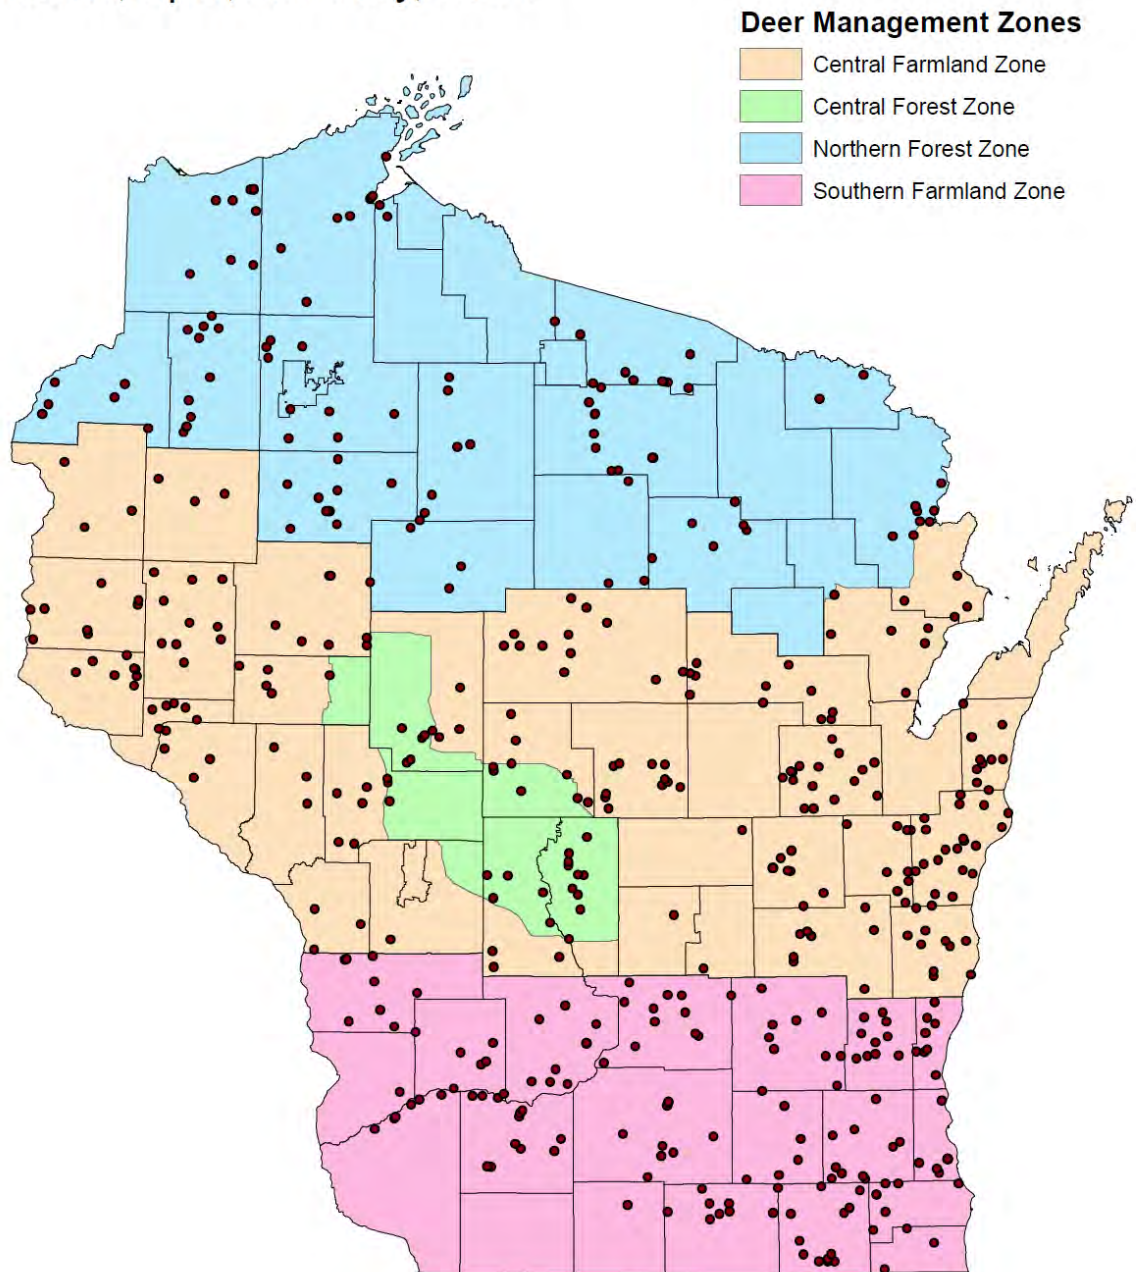 Deer Management Zones
Central Farmland Zone
Central Forest Zone
Northern Forest Zone
Southern Farmland Zone